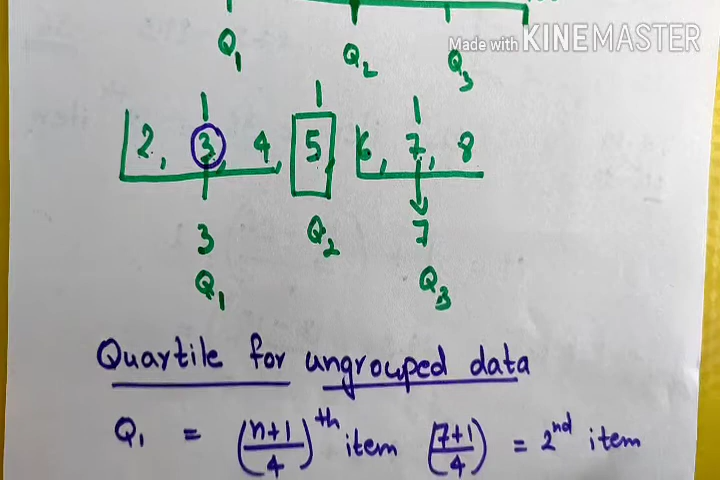 Q1 Q2 Q3
Made with KINEMASTER
2, 3, 4, 5 6, 7, 8
3 Q2 7
Q1 Q3
Quartile for ungrouped data
Q1 = (n+1/4)th item (7+1/4) = 2nd item